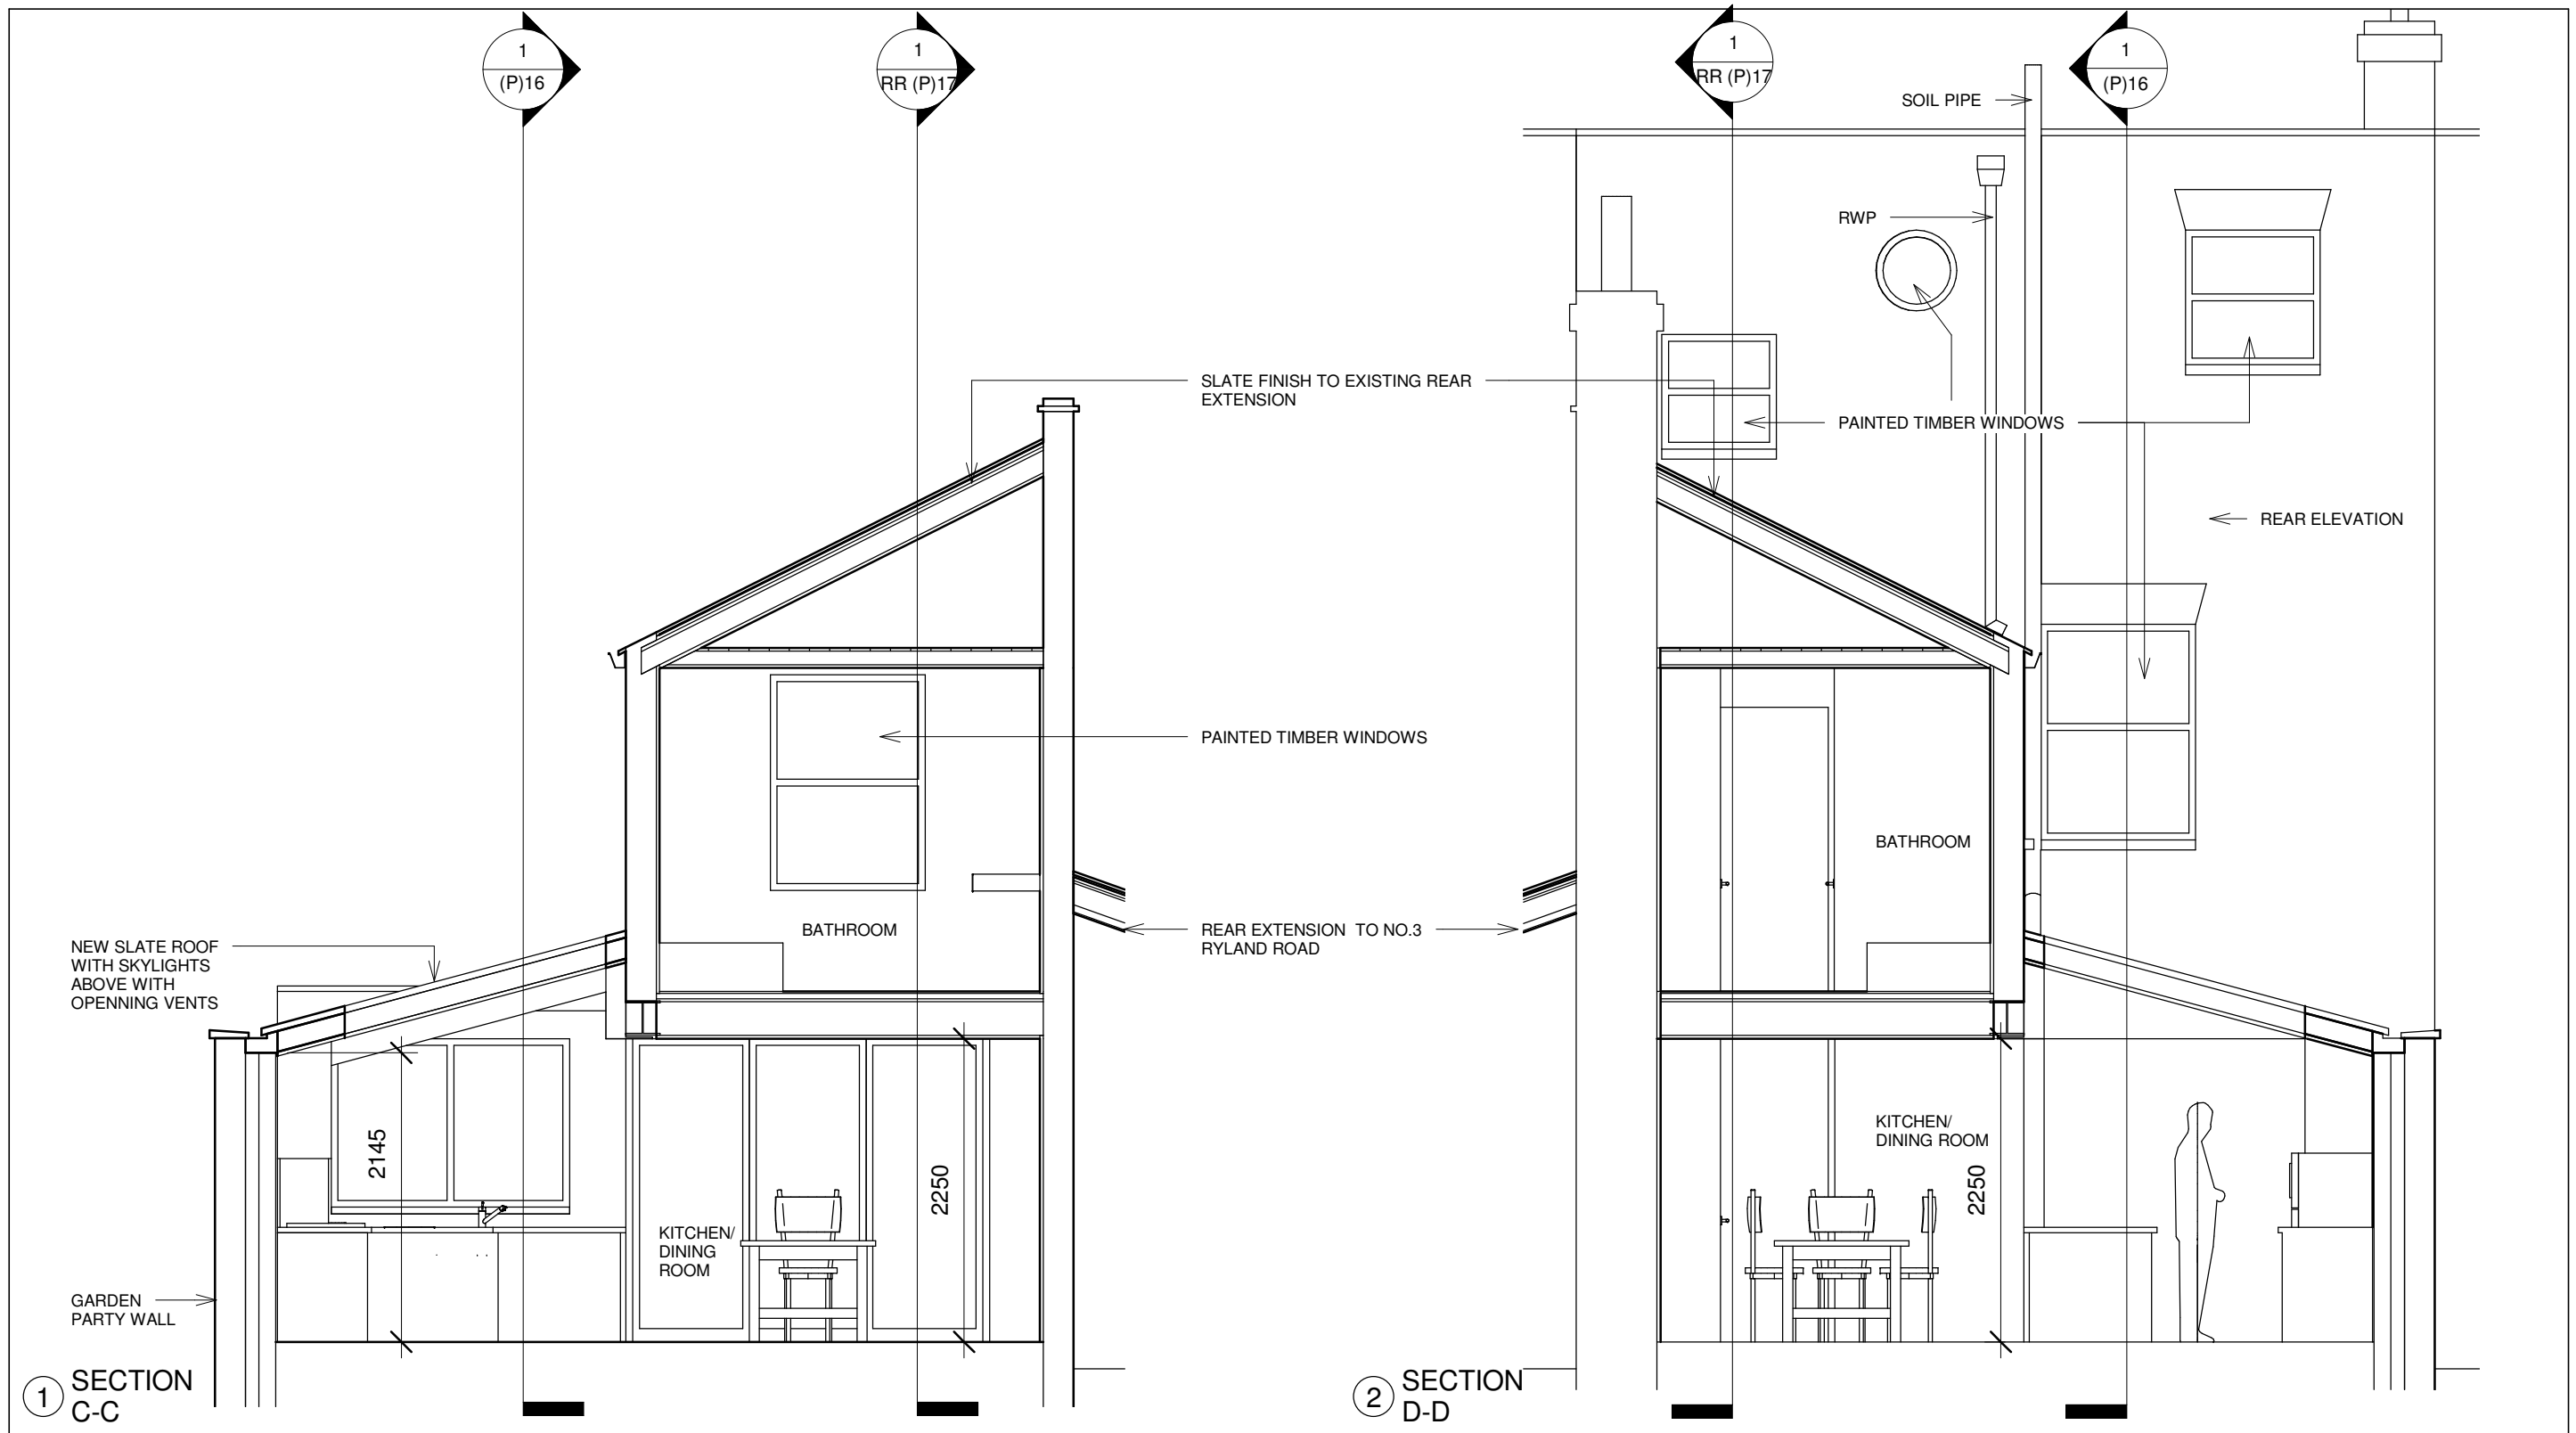 1
(P)16
1
RR (P)17
1
RR (P)17
1
(P)16
SOIL PIPE
RWP
SLATE FINISH TO EXISTING REAR
EXTENSION
PAINTED TIMBER WINDOWS
REAR ELEVATION
PAINTED TIMBER WINDOWS
BATHROOM
BATHROOM
REAR EXTENSION TO NO.3
RYLAND ROAD
NEW SLATE ROOF
WITH SKYLIGHTS
ABOVE WITH
OPENNING VENTS
2145
2250
KITCHEN/
DINING
ROOM
KITCHEN/
DINING ROOM
2250
GARDEN
PARTY WALL
1
SECTION
C-C
2
SECTION
D-D